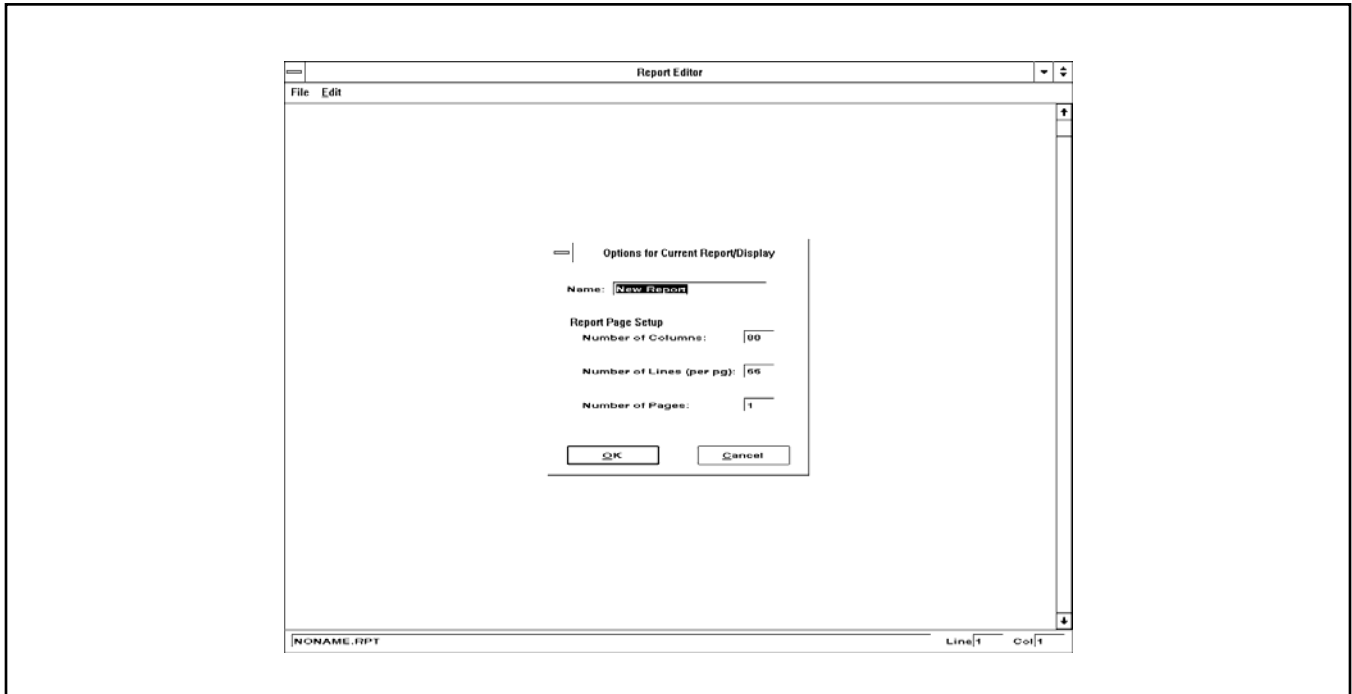 Report Editor
File Edit
Options for Current Report/Display
Name: New Report
Report Page Setup
Number of Columns:
Number of Lines (per pg): 66
Number of Pages: 1
OK Cancel
NONAME.RPT Line 1 Col 1